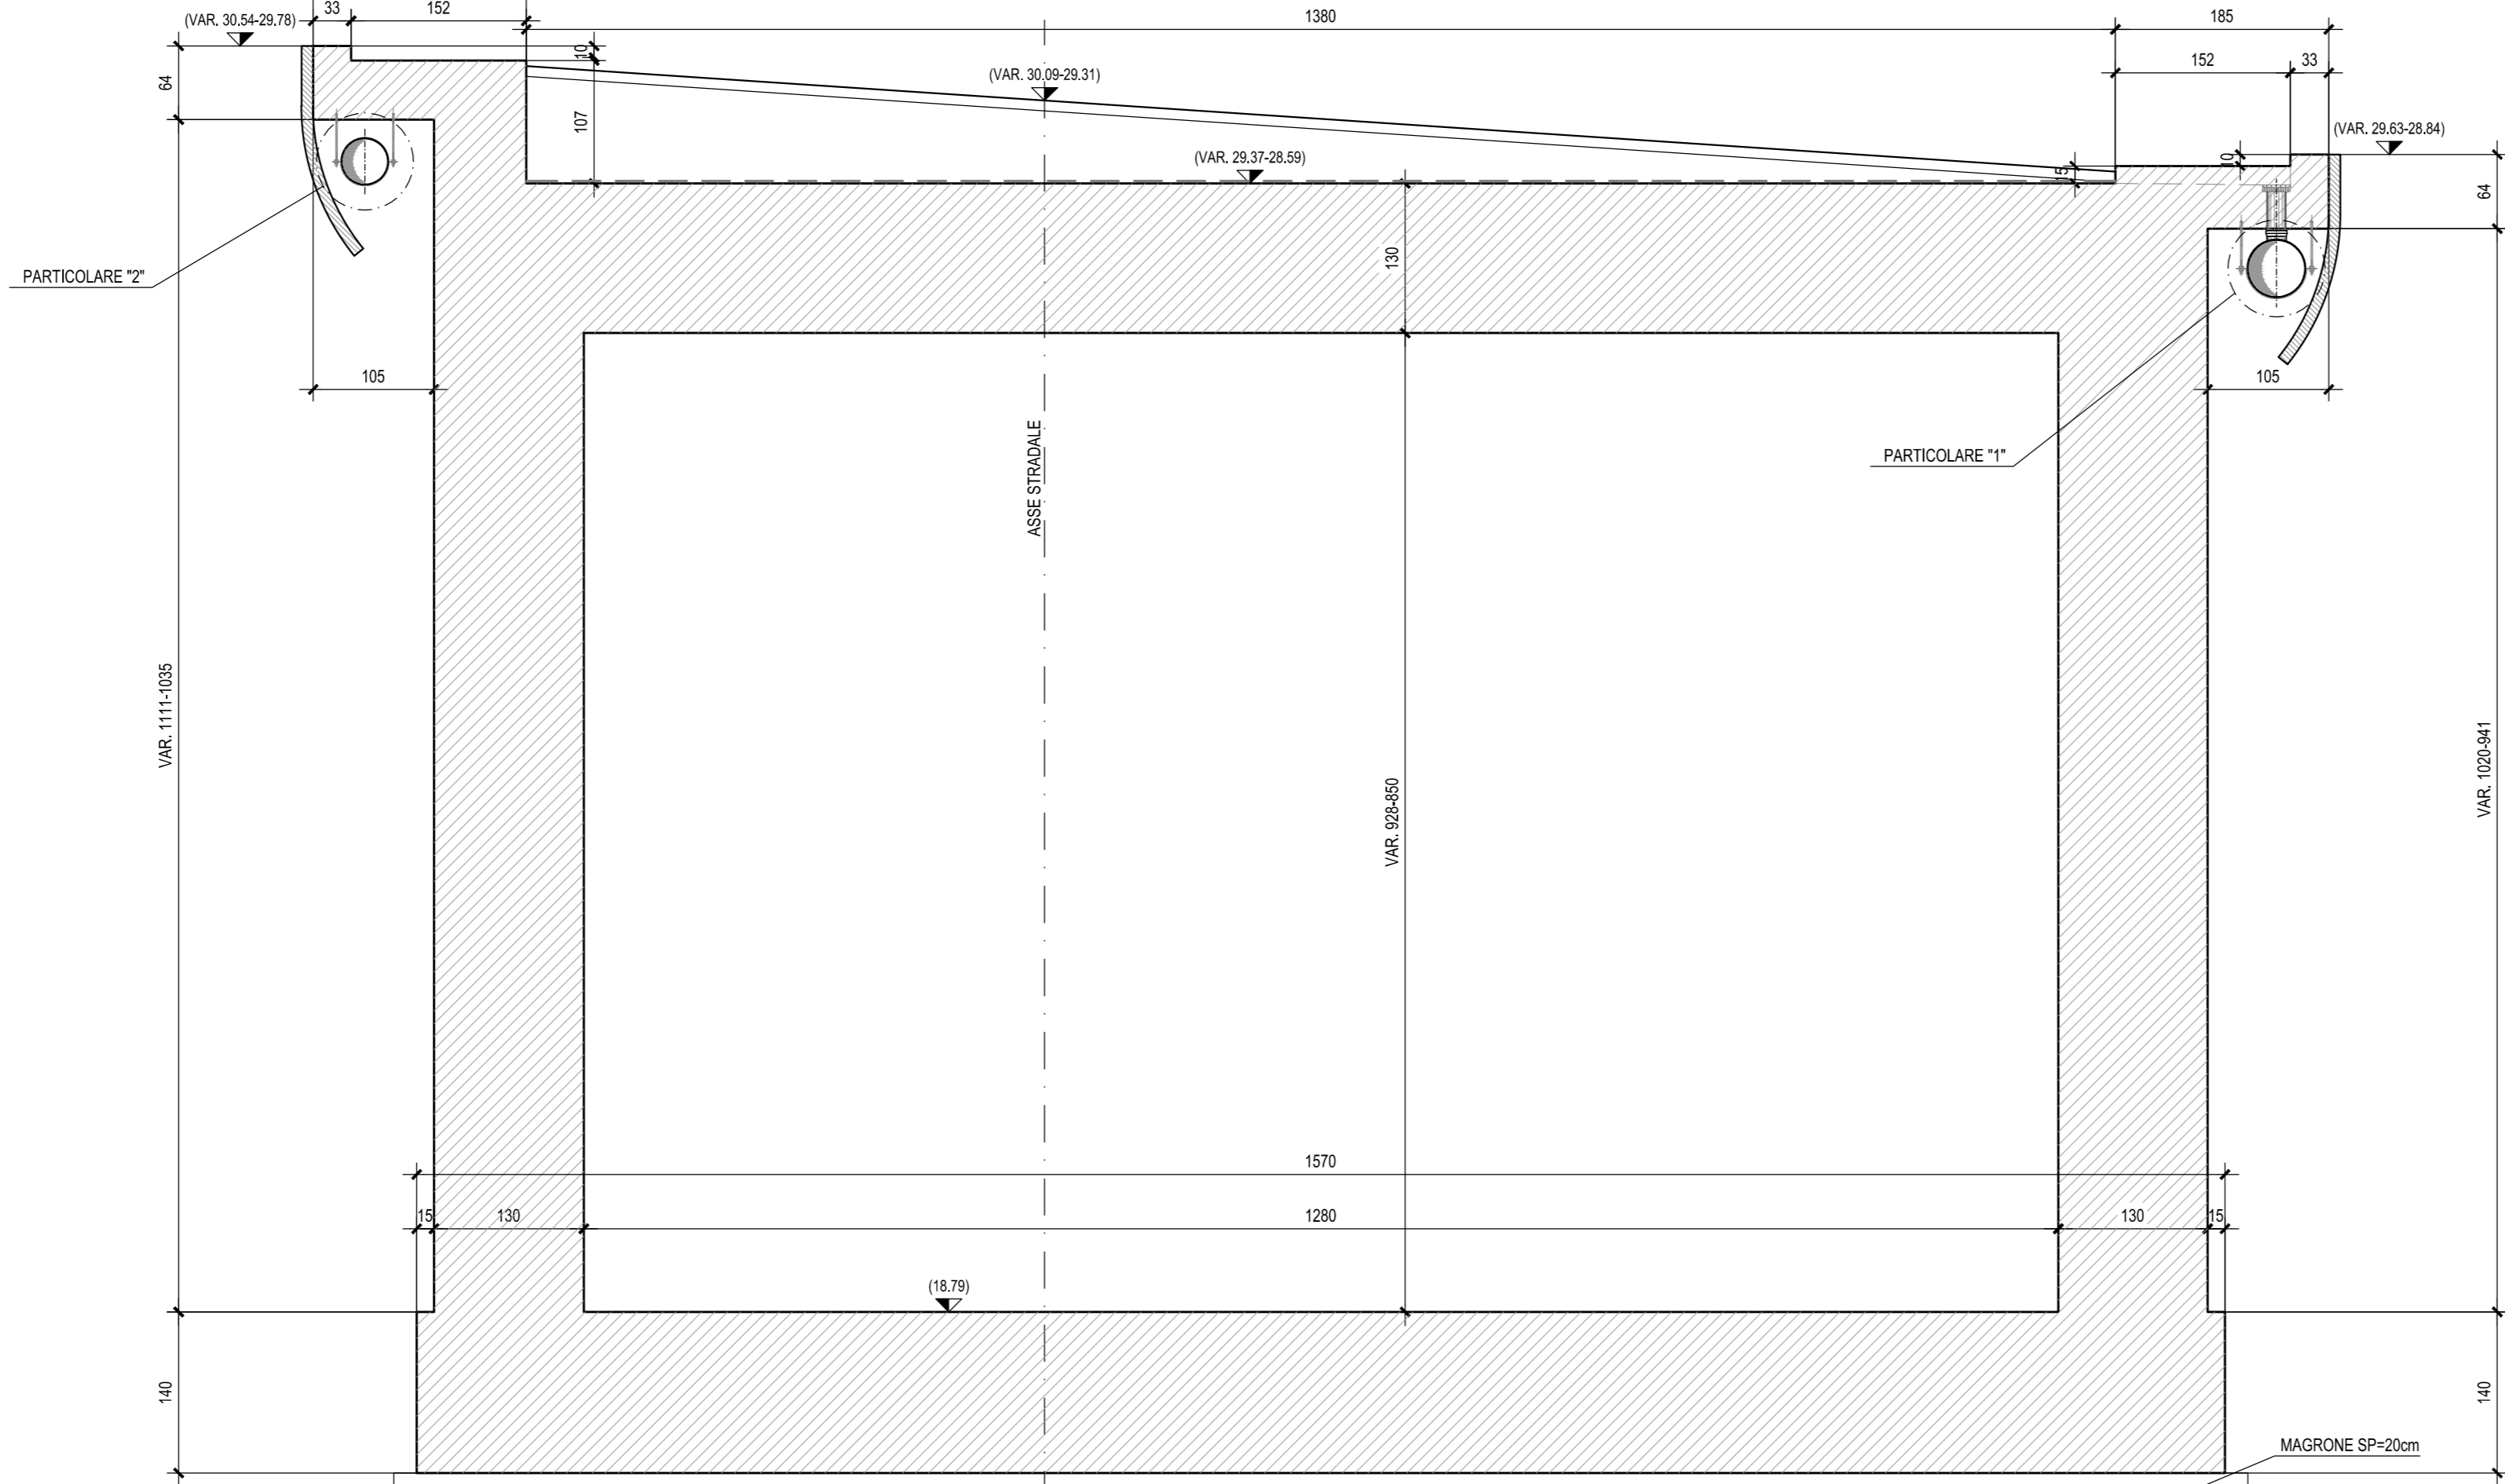 33
152
1380
185
(VAR. 30.54-29.78)
10
(VAR. 30.09-29.31)
152
33
64
107
(VAR. 29.63-28.84)
(VAR. 29.37-28.59)
10
15
64
130
PARTICOLARE "2"
105
105
ASSE STRADALE
PARTICOLARE "1"
VAR. 1111-1035
VAR. 928-850
VAR. 1020-941
1570
15
130
1280
130
15
(18.79)
140
140
MAGRONE SP=20cm